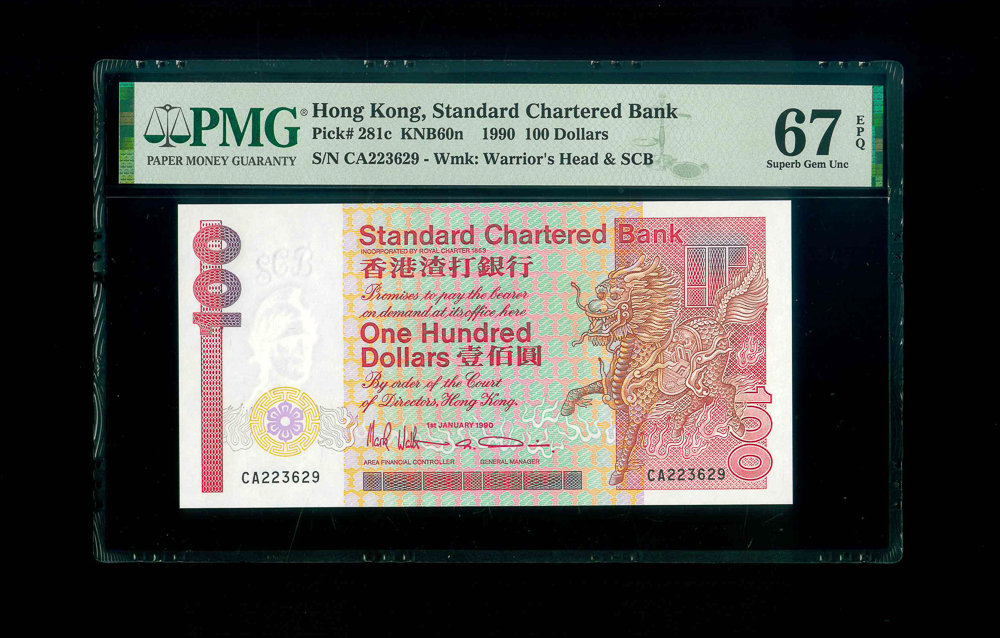 PMG®
PAPER MONEY GUARANTY
Hong Kong, Standard Chartered Bank
Pick# 281c KNB60n 1990 100 Dollars
S/N CA223629 - Wmk: Warrior's Head & SCB
67 EPQ
Superb Gem Unc
100
SCB
Standard Chartered Bank
INCORPORATED BY ROYAL CHARTER 1853
香港渣打銀行
Promises to pay the bearer
on demand at its office here
One Hundred
Dollars 壹佰圓
By order of the Court
of Directors, Hong Kong.
1st JANUARY 1990
AREA FINANCIAL CONTROLLER GENERAL MANAGER
CA223629
CA223629
100